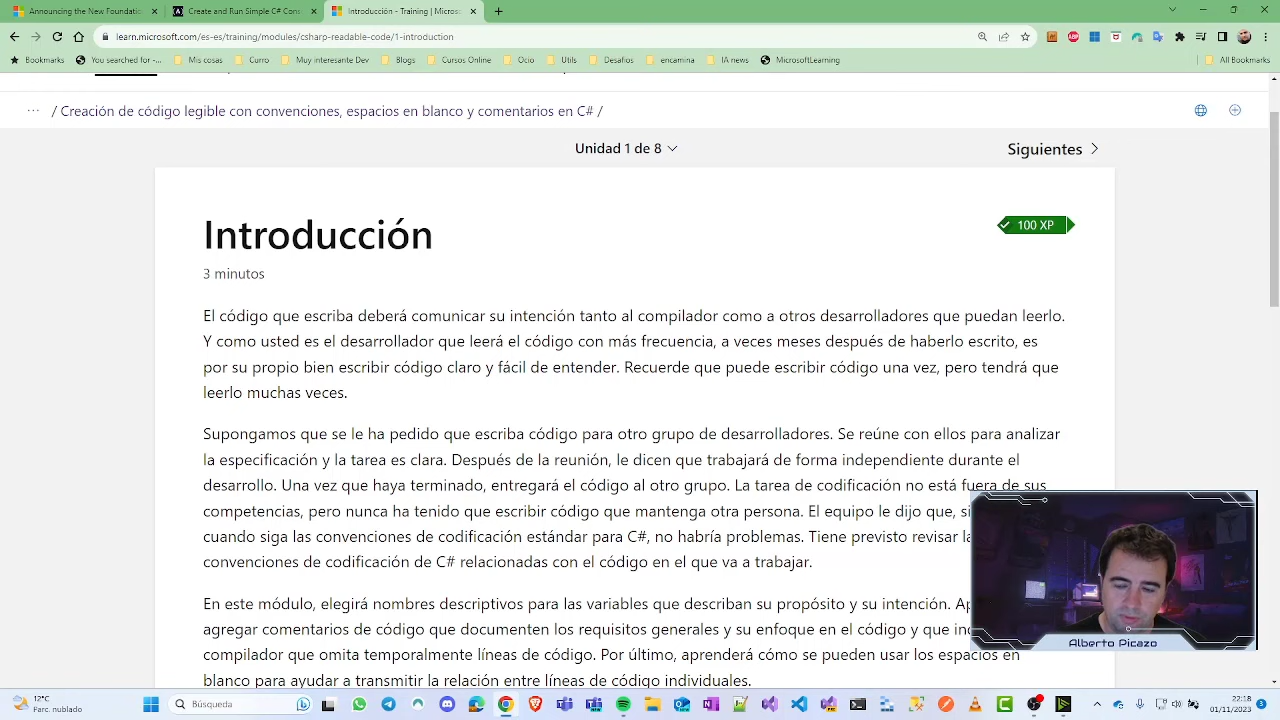 Announcing the New Foundatio
Create and Run Simple C# Cons
Introducción - Training | Micros
learn.microsoft.com/es-es/training/modules/csharp-readable-code/1-introduction
Bookmarks
You searched for -...
Mis cosas
Curro
Muy interesante Dev
Blogs
Cursos Online
Ocio
Utils
Desafios
encamina
IA news
MicrosoftLearning
All Bookmarks
··· / Creación de código legible con convenciones, espacios en blanco y comentarios en C# /
Unidad 1 de 8
Siguientes
Introducción
100 XP
3 minutos
El código que escriba deberá comunicar su intención tanto al compilador como a otros desarrolladores que puedan leerlo.
Y como usted es el desarrollador que leerá el código con más frecuencia, a veces meses después de haberlo escrito, es
por su propio bien escribir código claro y fácil de entender. Recuerde que puede escribir código una vez, pero tendrá que
leerlo muchas veces.
Supongamos que se le ha pedido que escriba código para otro grupo de desarrolladores. Se reúne con ellos para analizar
la especificación y la tarea es clara. Después de la reunión, le dicen que trabajará de forma independiente durante el
desarrollo. Una vez que haya terminado, entregará el código al otro grupo. La tarea de codificación no está fuera de sus
competencias, pero nunca ha tenido que escribir código que mantenga otra persona. El equipo le dijo que, si
cuando siga las convenciones de codificación estándar para C#, no habría problemas. Tiene previsto revisar la
convenciones de codificación de C# relacionadas con el código en el que va a trabajar.
En este módulo, elegirá nombres descriptivos para las variables que describan su propósito y su intención. Ap
agregar comentarios de código que documenten los requisitos generales y su enfoque en el código y que in
compilador que omita temporalmente líneas de código. Por último, aprenderá cómo se pueden usar los espacios en
blanco para ayudar a transmitir la relación entre líneas de código individuales.
Alberto Picazo
12°C
Parc. nublado
Búsqueda
22:18
01/11/2023
3